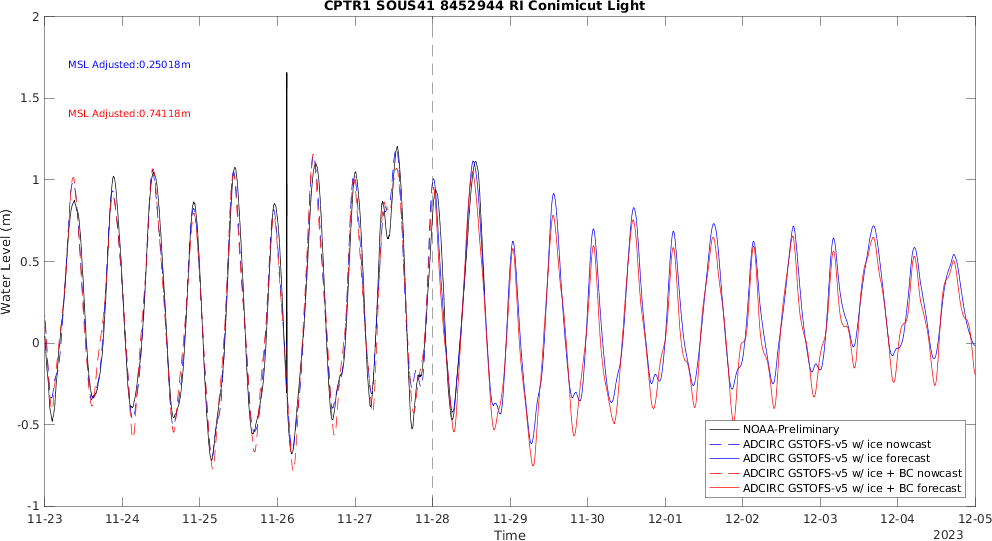 CPTR1 SOUS41 8452944 RI Conimicut Light
2
1.5
1
0.5
0
-0.5
-1
Water Level (m)
MSL Adjusted:0.25018m
MSL Adjusted:0.74118m
NOAA-Preliminary
ADCIRC GSTOFS-v5 w/ ice nowcast
ADCIRC GSTOFS-v5 w/ ice forecast
ADCIRC GSTOFS-v5 w/ ice + BC nowcast
ADCIRC GSTOFS-v5 w/ ice + BC forecast
11-23 11-24 11-25 11-26 11-27 11-28 11-29 11-30 12-01 12-02 12-03 12-04 12-05
Time
2023